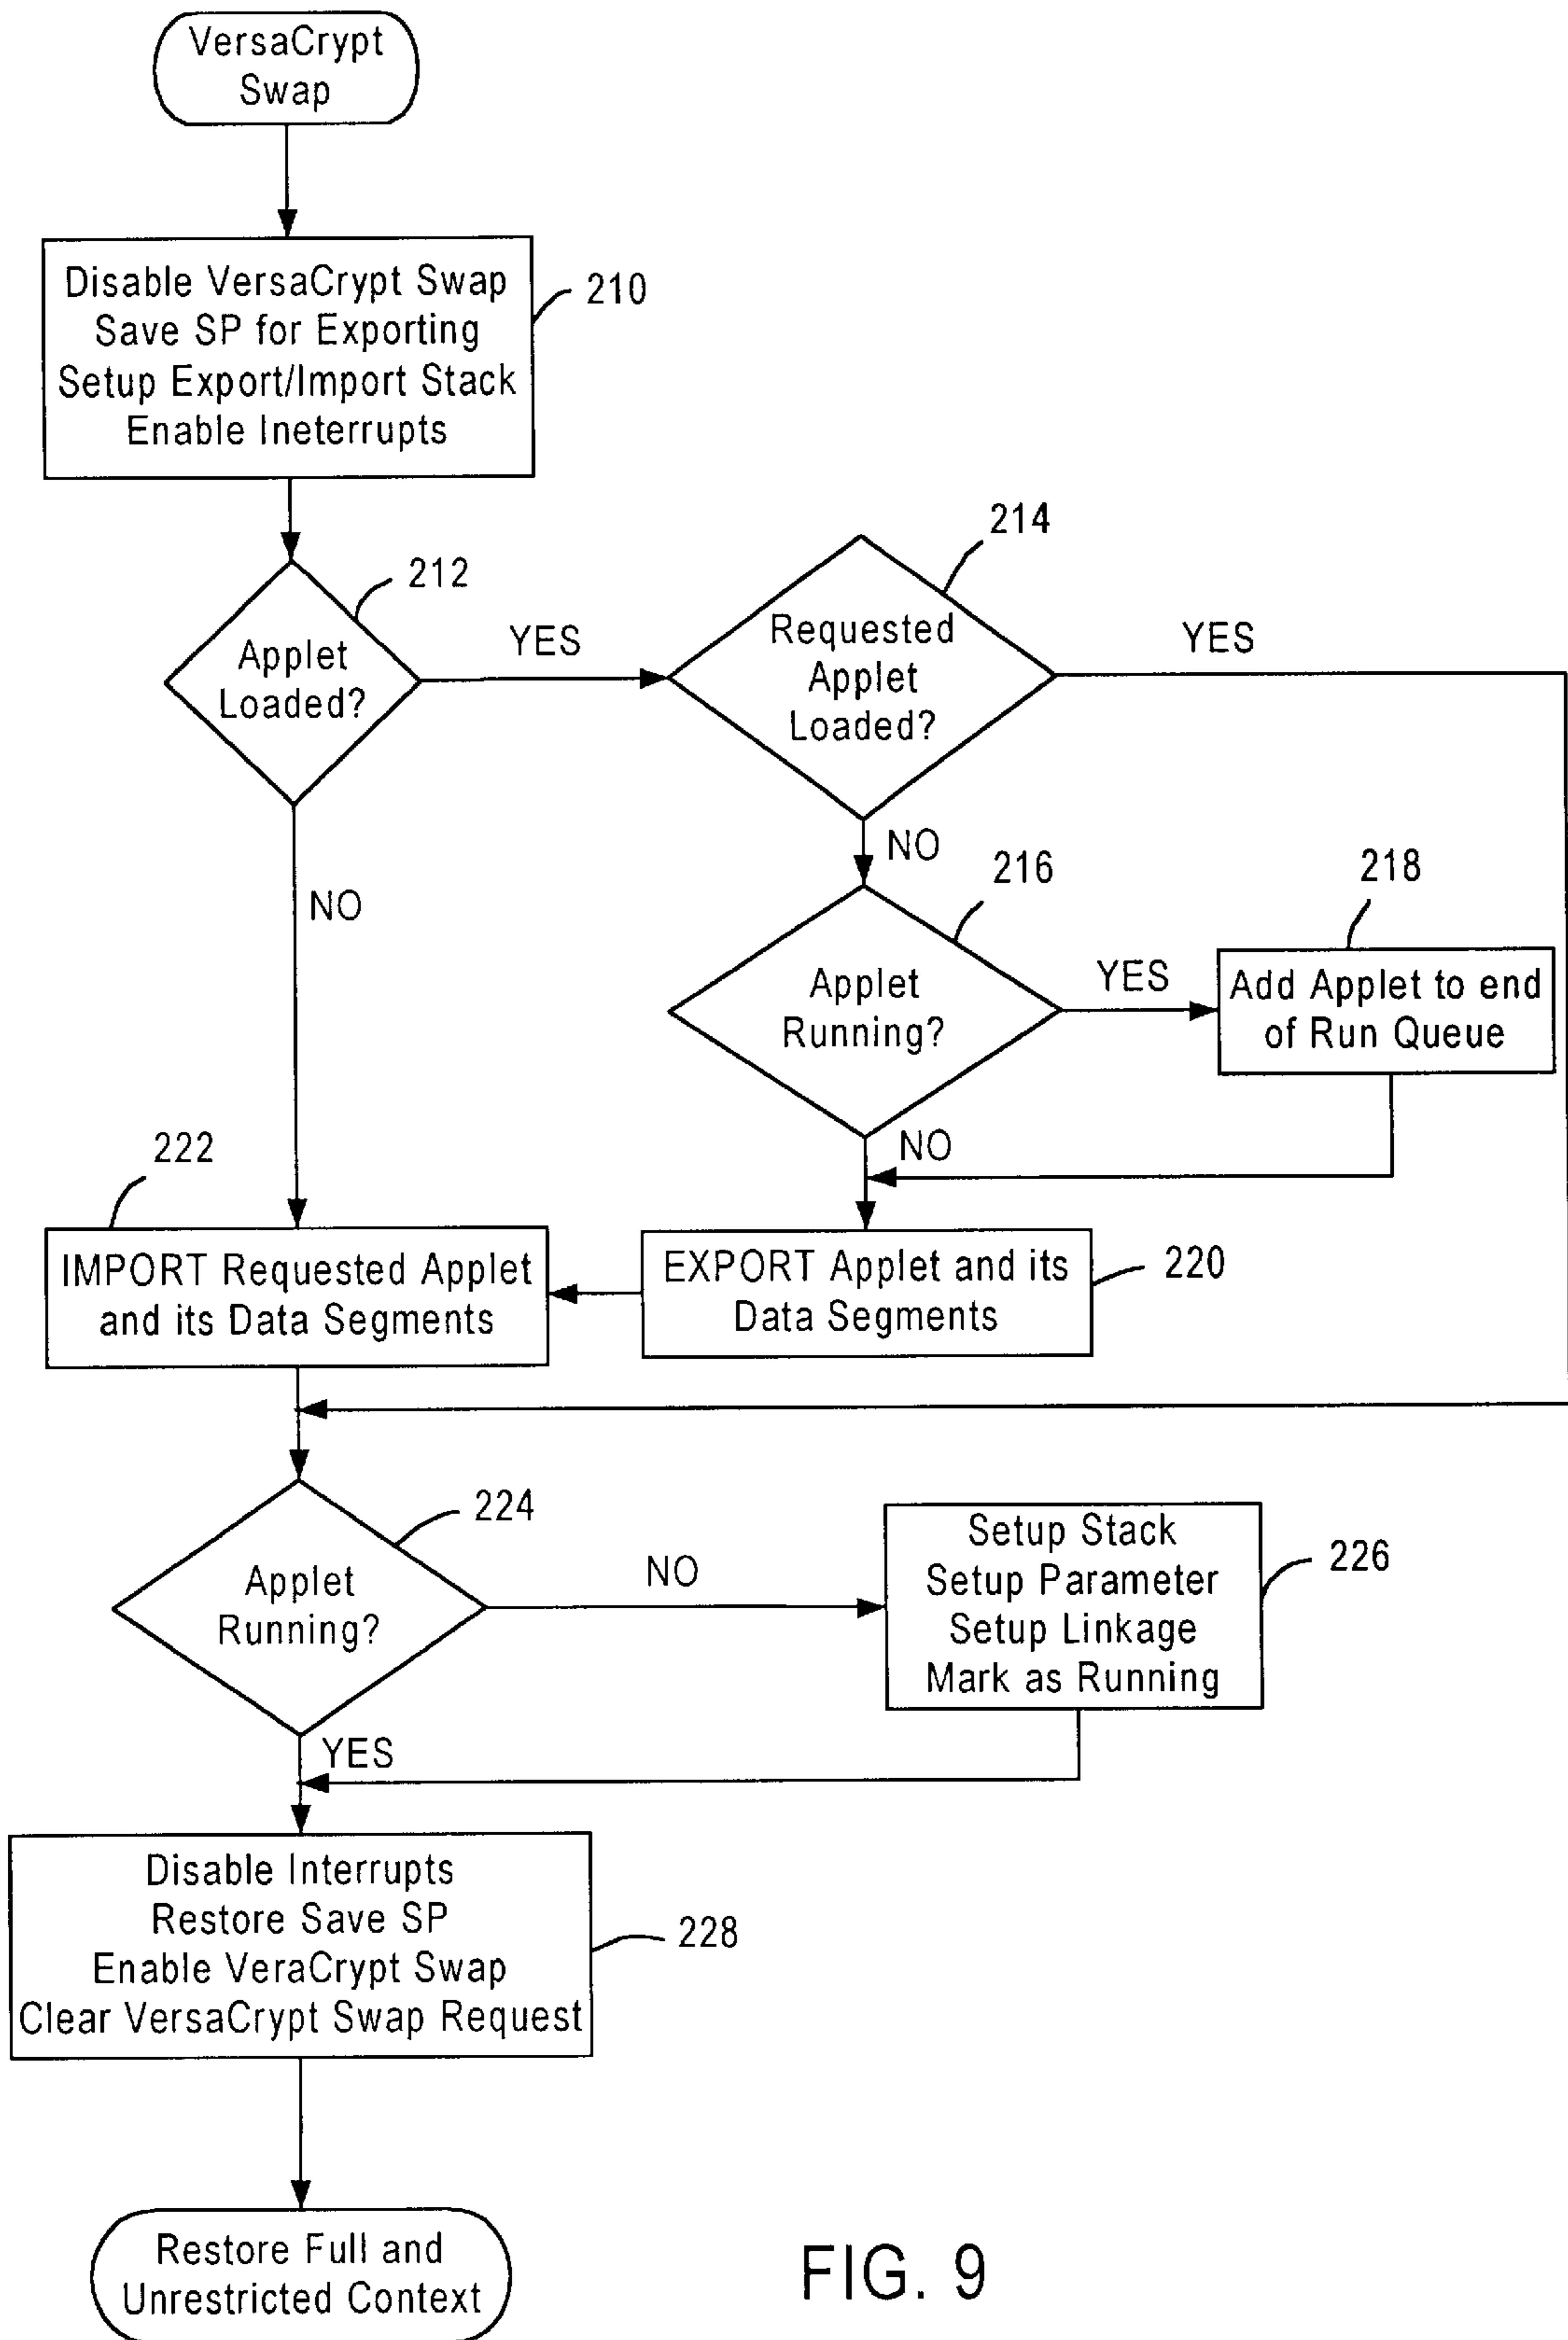 VersaCrypt
Swap
Disable VersaCrypt Swap
Save SP for Exporting
Setup Export/Import Stack
Enable Ineterrupts
210
212
Applet
Loaded?
YES
NO
214
Requested
Applet
Loaded?
YES
NO
216
Applet
Running?
YES
NO
218
Add Applet to end
of Run Queue
222
IMPORT Requested Applet
and its Data Segments
EXPORT Applet and its
Data Segments
220
224
Applet
Running?
NO
YES
Setup Stack
Setup Parameter
Setup Linkage
Mark as Running
226
Disable Interrupts
Restore Save SP
Enable VeraCrypt Swap
Clear VersaCrypt Swap Request
228
Restore Full and
Unrestricted Context
FIG. 9